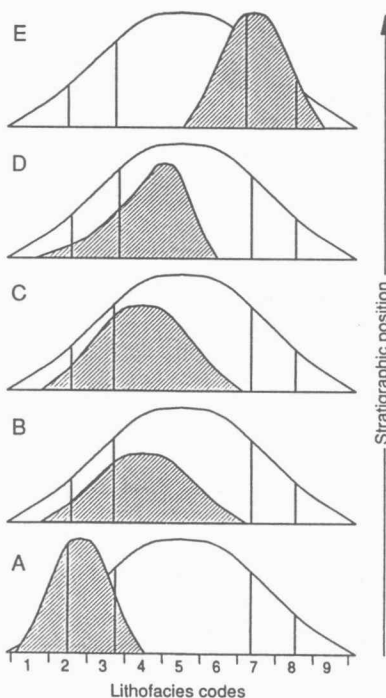 E
D
C
B
A
Stratigraphic position
1 2 3 4 5 6 7 8 9
Lithofacies codes